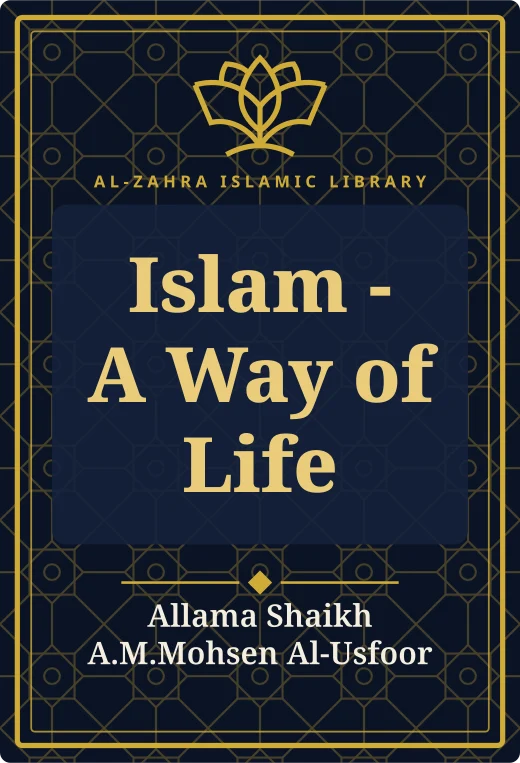 AL-ZAHRA ISLAMIC LIBRARY
Islam -
A Way of
Life
Allama Shaikh
A.M.Mohsen Al-Usfoor